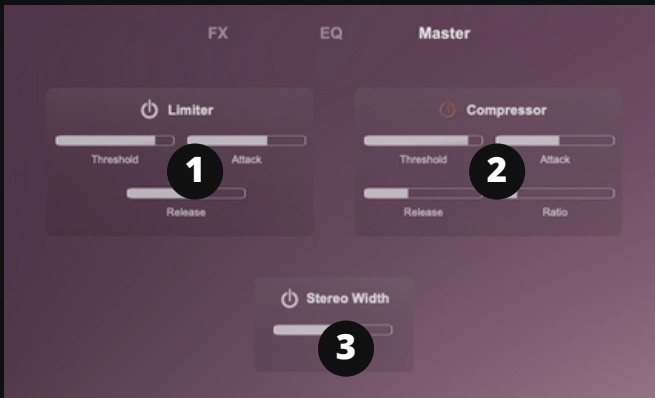 FX EQ Master
Limiter Compressor
Threshold 1 Attack Threshold 2 Attack
Release Release Ratio
Stereo Width
3